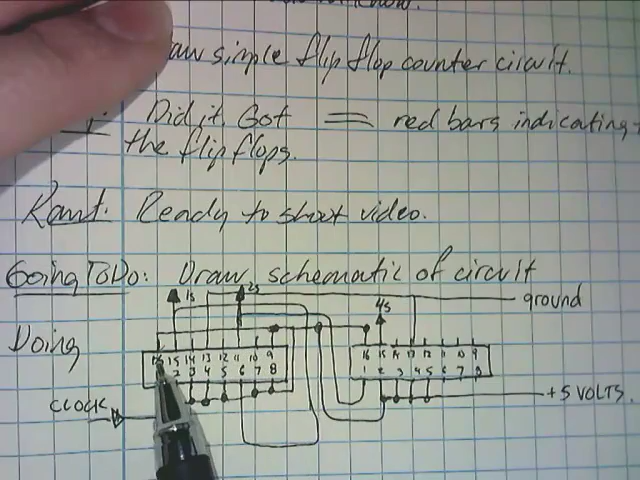 simple flip flop counter circuit.
Did it. Got = red bars indicating
the flip flops.
Rant: Ready to shoot video.
Going To Do: Draw schematic of circuit
1s 2s 4s ground
Doing
16 15 14 13 12 11 10 9 16 15 14 13 12 11 10 9
2 3 4 5 6 7 8 1 2 3 4 5 6 7 8
CLOCK +5 VOLTS.